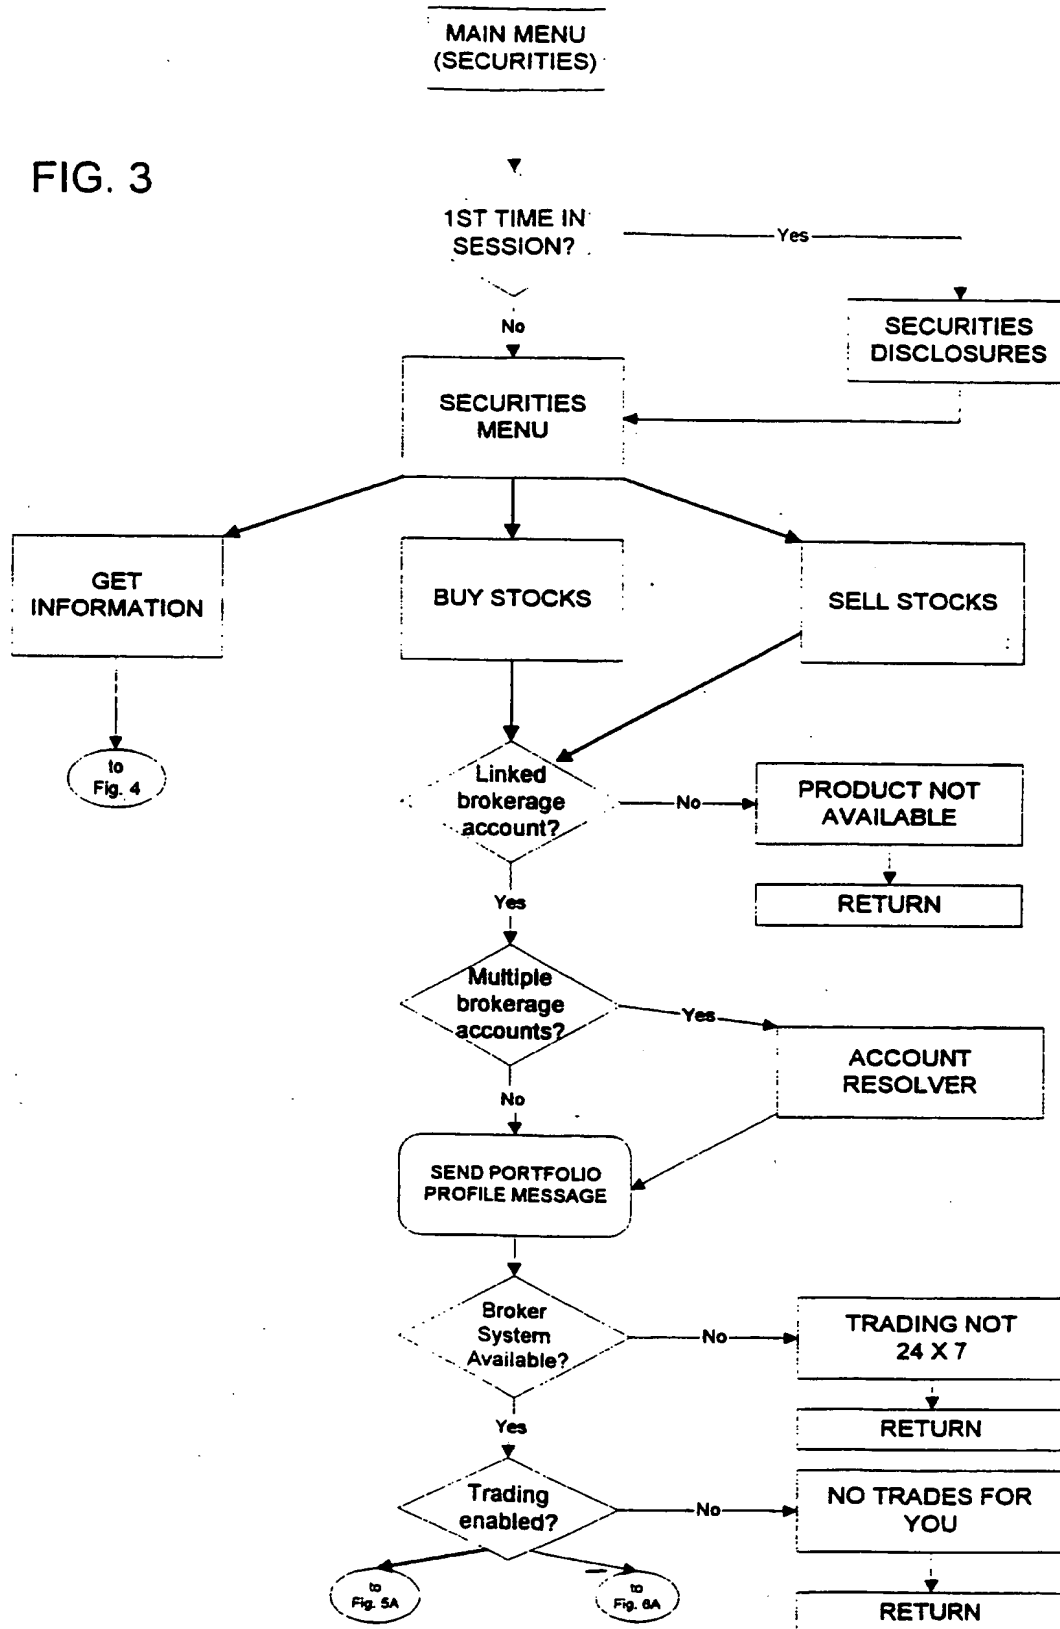 MAIN MENU
(SECURITIES)
FIG. 3
1ST TIME IN
SESSION?
Yes
No
SECURITIES
DISCLOSURES
SECURITIES
MENU
GET
INFORMATION
BUY STOCKS
SELL STOCKS
to
Fig. 4
Linked
brokerage
account?
No
PRODUCT NOT
AVAILABLE
RETURN
Yes
Multiple
brokerage
accounts?
Yes
ACCOUNT
RESOLVER
No
SEND PORTFOLIO
PROFILE MESSAGE
Broker
System
Available?
No
TRADING NOT
24 X 7
RETURN
Yes
Trading
enabled?
No
NO TRADES FOR
YOU
RETURN
to
Fig. 5A
to
Fig. 6A